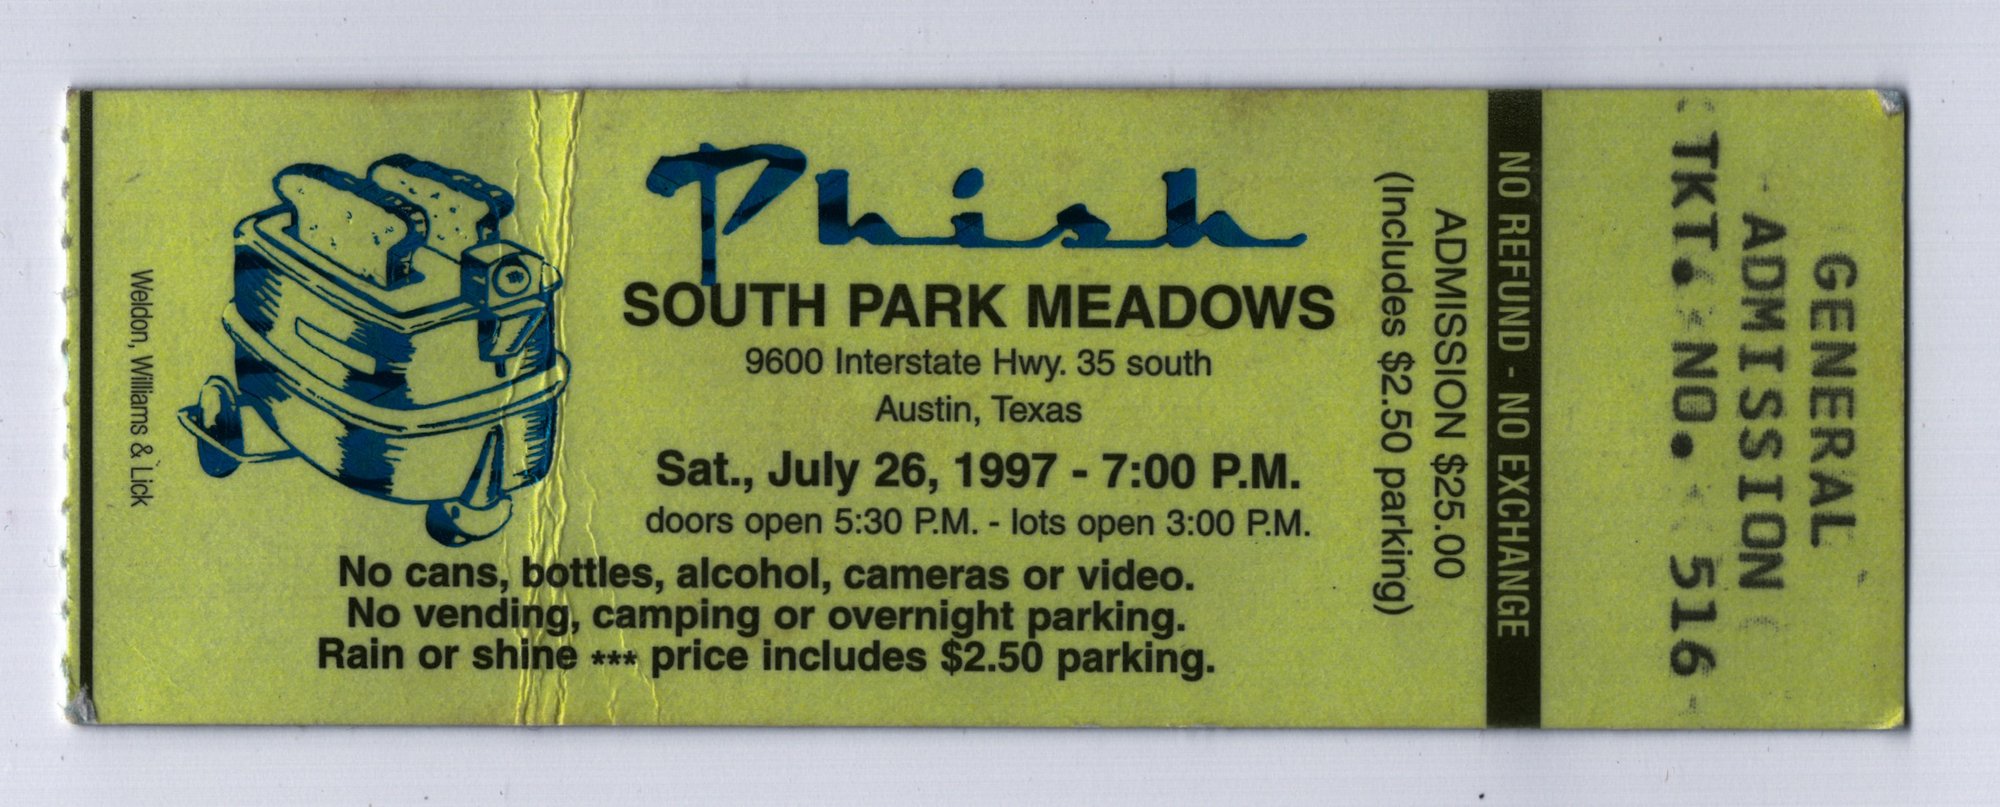 Phish
SOUTH PARK MEADOWS
9600 Interstate Hwy. 35 south
Austin, Texas
Sat., July 26, 1997 - 7:00 P.M.
doors open 5:30 P.M. - lots open 3:00 P.M.
No cans, bottles, alcohol, cameras or video.
No vending, camping or overnight parking.
Rain or shine *** price includes $2.50 parking.
Weldon, Williams & Lick
ADMISSION $25.00
(Includes $2.50 parking)
NO REFUND - NO EXCHANGE
GENERAL
ADMISSION
TKT. NO. 516